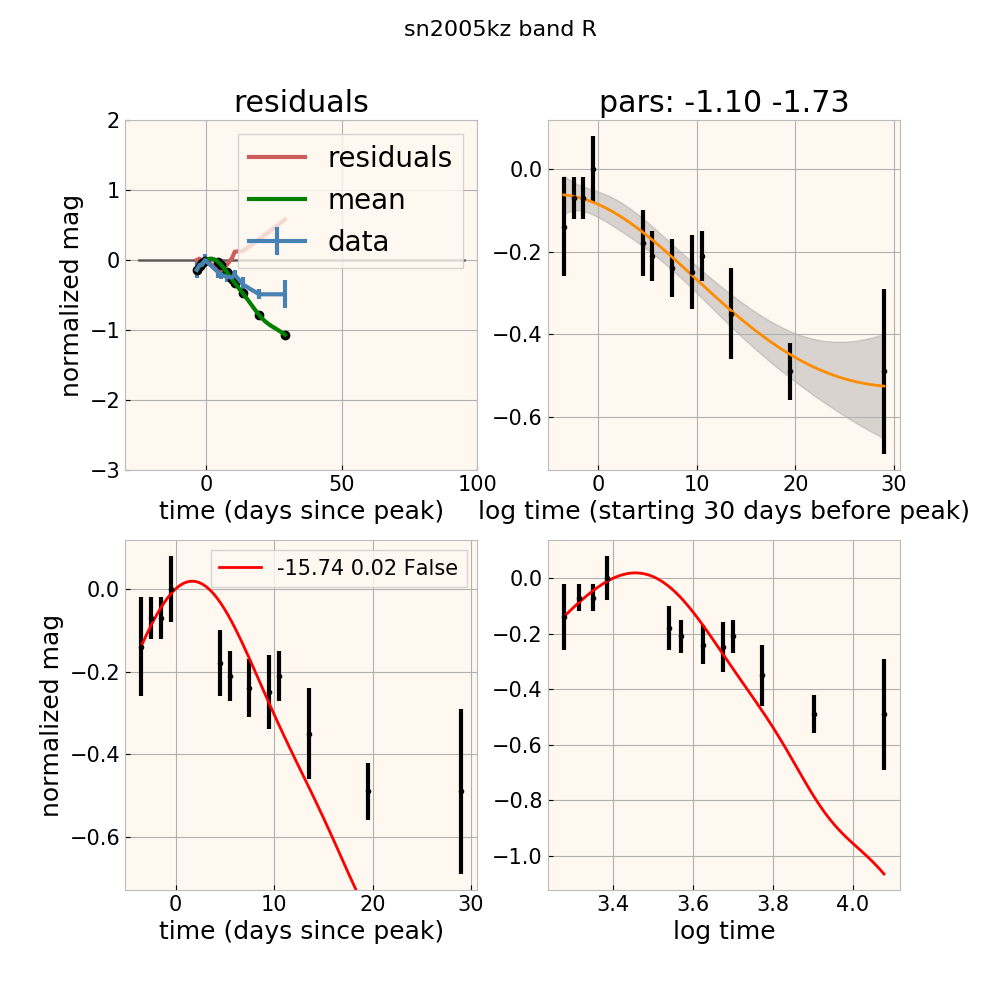 sn2005kz band R
residuals
pars: -1.10 -1.73
normalized mag
2
1
0
−1
−2
−3
residuals
mean
data
0
50
100
time (days since peak)
0.0
−0.2
−0.4
−0.6
0
10
20
30
log time (starting 30 days before peak)
normalized mag
0.0
−0.2
−0.4
−0.6
-15.74 0.02 False
0
10
20
30
time (days since peak)
0.0
−0.2
−0.4
−0.6
−0.8
−1.0
3.4
3.6
3.8
4.0
log time